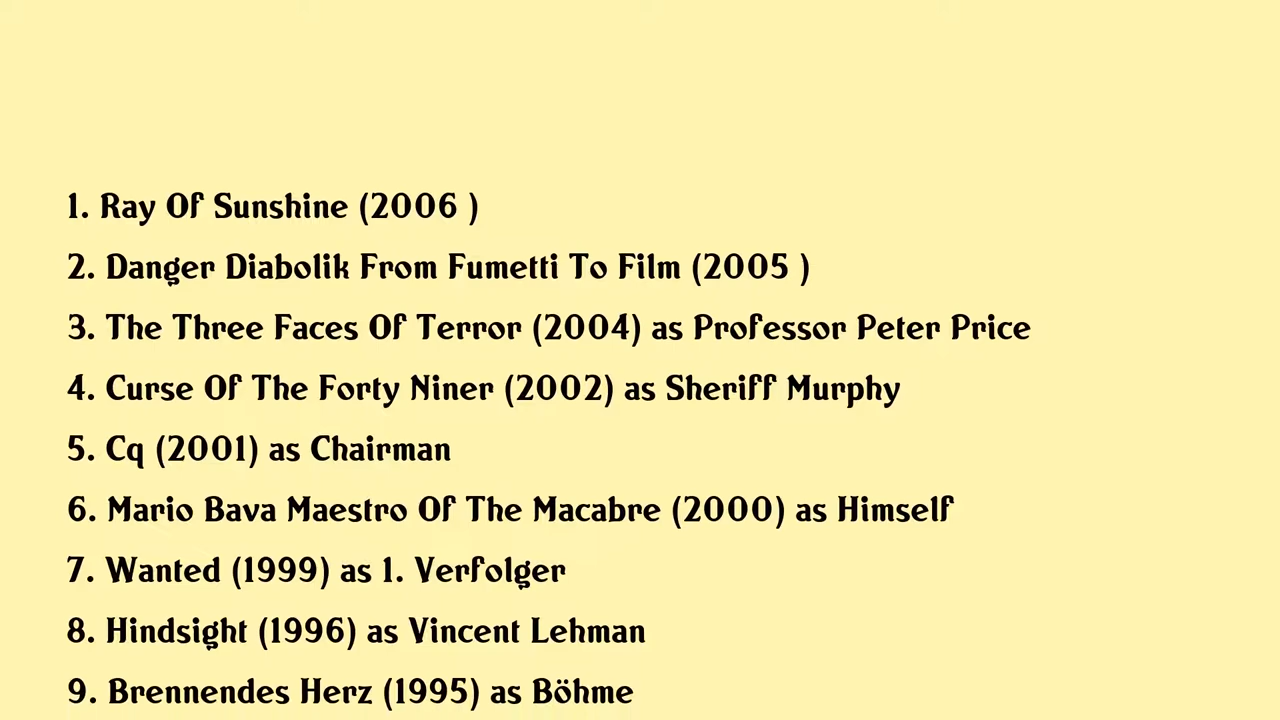 1. Ray Of Sunshine (2006 )
2. Danger Diabolik From Fumetti To Film (2005 )
3. The Three Faces Of Terror (2004) as Professor Peter Price
4. Curse Of The Forty Niner (2002) as Sheriff Murphy
5. Cq (2001) as Chairman
6. Mario Bava Maestro Of The Macabre (2000) as Himself
7. Wanted (1999) as 1. Verfolger
8. Hindsight (1996) as Vincent Lehman
9. Brennendes Herz (1995) as Böhme